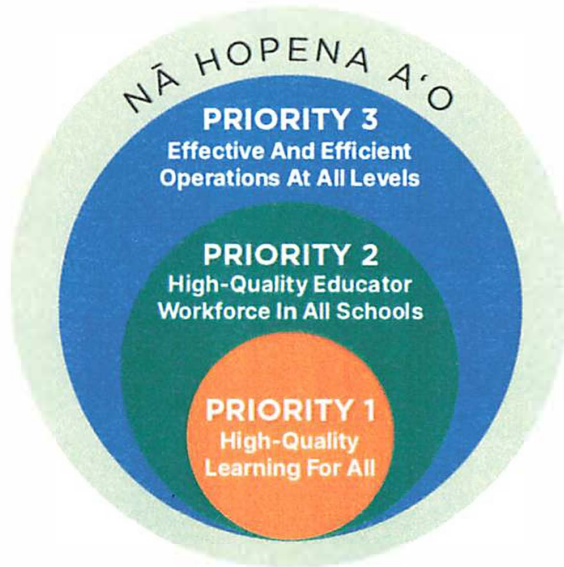 NĀ HOPENA AʻO
PRIORITY 3
Effective And Efficient
Operations At All Levels
PRIORITY 2
High-Quality Educator
Workforce In All Schools
PRIORITY 1
High-Quality
Learning For All